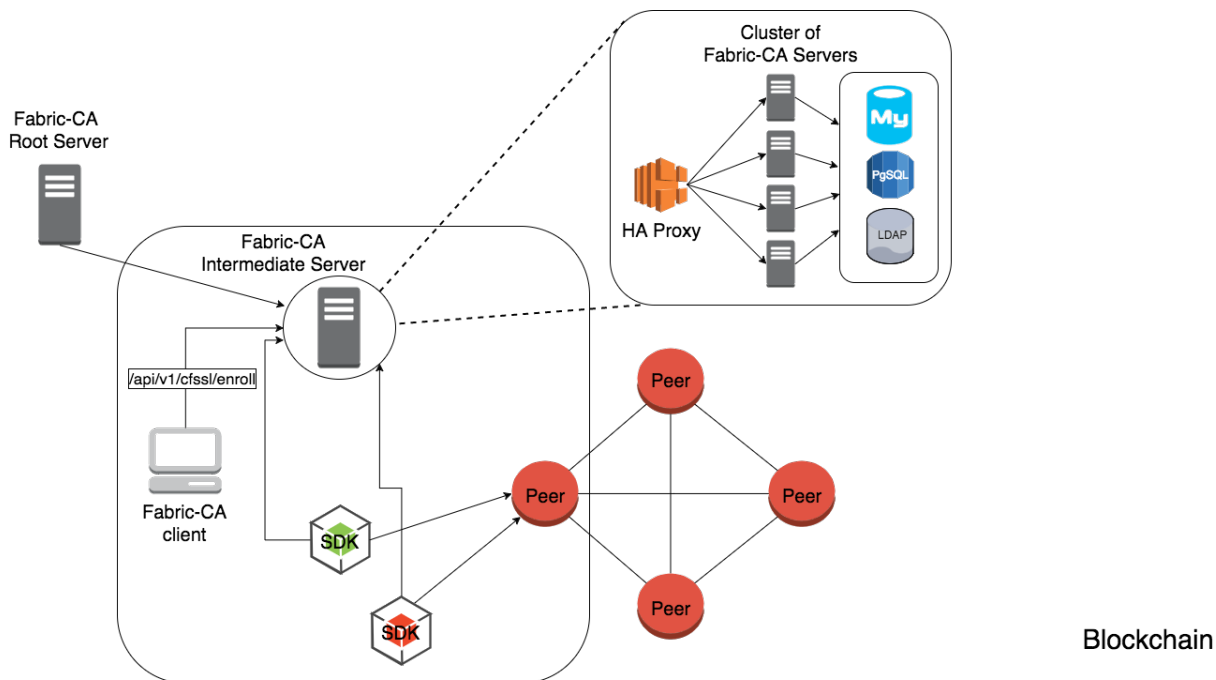 Cluster of
Fabric-CA Servers
My
PgSQL
LDAP
HA Proxy
Fabric-CA
Root Server
Fabric-CA
Intermediate Server
/api/v1/cfssl/enroll
Fabric-CA
client
SDK
SDK
Peer
Peer
Peer
Peer
Blockchain